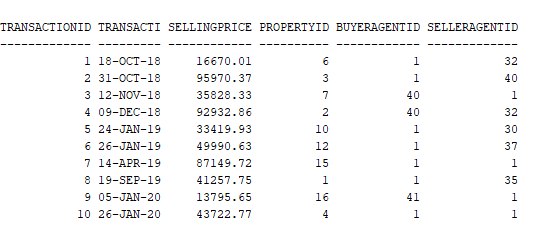 TRANSACTIONID TRANSACTI SELLINGPRICE PROPERTYID BUYERAGENTID SELLERAGENTID
------------- --------- ------------ ---------- ------------ -------------
1 18-OCT-18 16670.01 6 1 32
2 31-OCT-18 95970.37 3 1 40
3 12-NOV-18 35828.33 7 40 1
4 09-DEC-18 92932.86 2 40 32
5 24-JAN-19 33419.93 10 1 30
6 26-JAN-19 49990.63 12 1 37
7 14-APR-19 87149.72 15 1 1
8 19-SEP-19 41257.75 1 1 35
9 05-JAN-20 13795.65 16 41 1
10 26-JAN-20 43722.77 4 1 1